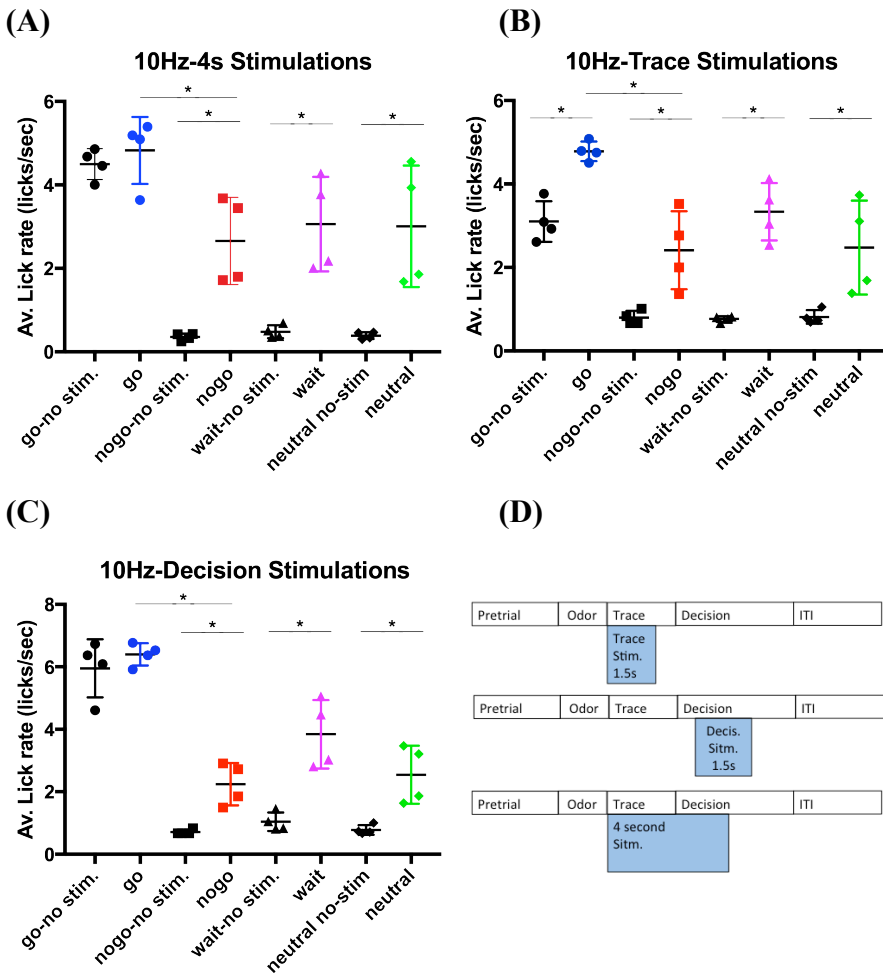 (A)
10Hz-4s Stimulations
Av. Lick rate (licks/sec)
6
4
2
0
*
*
*
*
go-no stim.
go
nogo-no stim.
nogo
wait-no stim.
wait
neutral no-stim
neutral
(B)
10Hz-Trace Stimulations
Av. Lick rate (licks/sec)
6
4
2
0
*
*
*
*
*
go-no stim.
go
nogo-no stim.
nogo
wait-no stim.
wait
neutral no-stim
neutral
(C)
10Hz-Decision Stimulations
Av. Lick rate (licks/sec)
8
6
4
2
0
*
*
*
*
go-no stim.
go
nogo-no stim.
nogo
wait-no stim.
wait
neutral no-stim
neutral
(D)
Pretrial Odor Trace Decision ITI
Trace
Stim.
1.5s
Pretrial Odor Trace Decision ITI
Decis.
Sitm.
1.5s
Pretrial Odor Trace Decision ITI
4 second
Sitm.